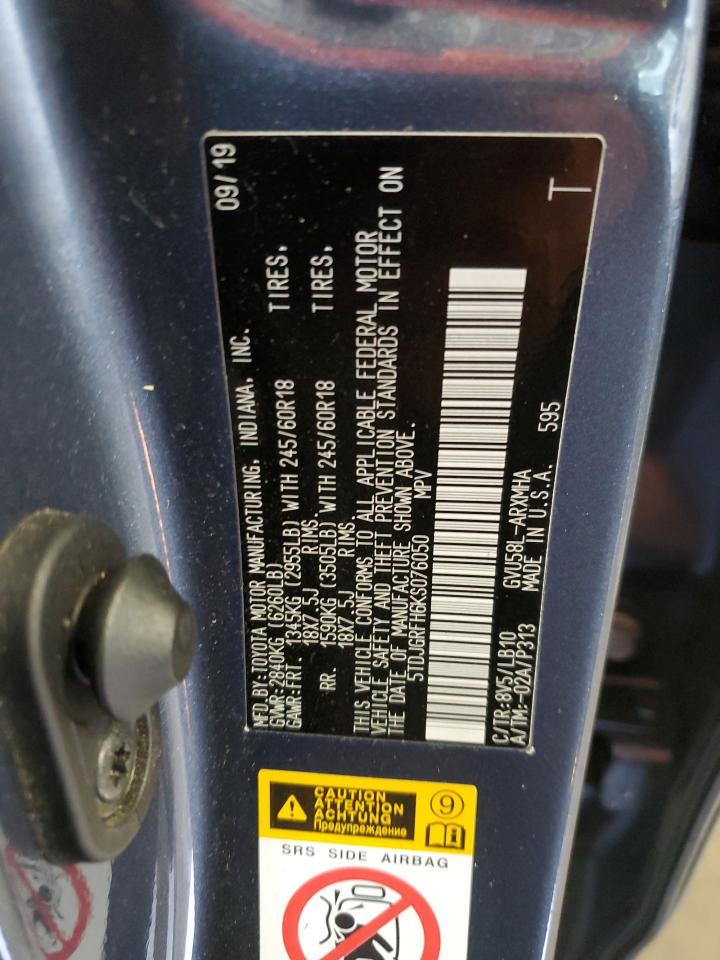 09/19
MFD.BY:TOYOTA MOTOR MANUFACTURING, INDIANA, INC.
GVWR:2840KG (6260LB)
GAWR:FRT. 1345KG (2955LB) WITH 245/60R18 TIRES,
18X7.5J RIMS
RR. 1590KG (3505LB) WITH 245/60R18 TIRES,
18X7.5J RIMS
THIS VEHICLE CONFORMS TO ALL APPLICABLE FEDERAL MOTOR
VEHICLE SAFETY AND THEFT PREVENTION STANDARDS IN EFFECT ON
THE DATE OF MANUFACTURE SHOWN ABOVE.
5TDJGRFH6KS076050 MPV
C/TR:8V5/LB10 GVU58L-ARXMHA
A/TM:-02A/P313 MADE IN U.S.A. 595
T
CAUTION
ATTENTION
ACHTUNG
Предупреждение
9
SRS SIDE AIRBAG